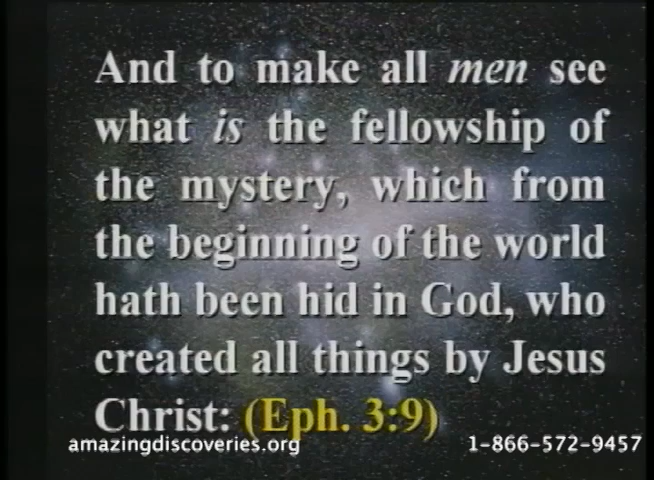 And to make all men see
what is the fellowship of
the mystery, which from
the beginning of the world
hath been hid in God, who
created all things by Jesus
Christ: (Eph. 3:9)
amazingdiscoveries.org 1-866-572-9457